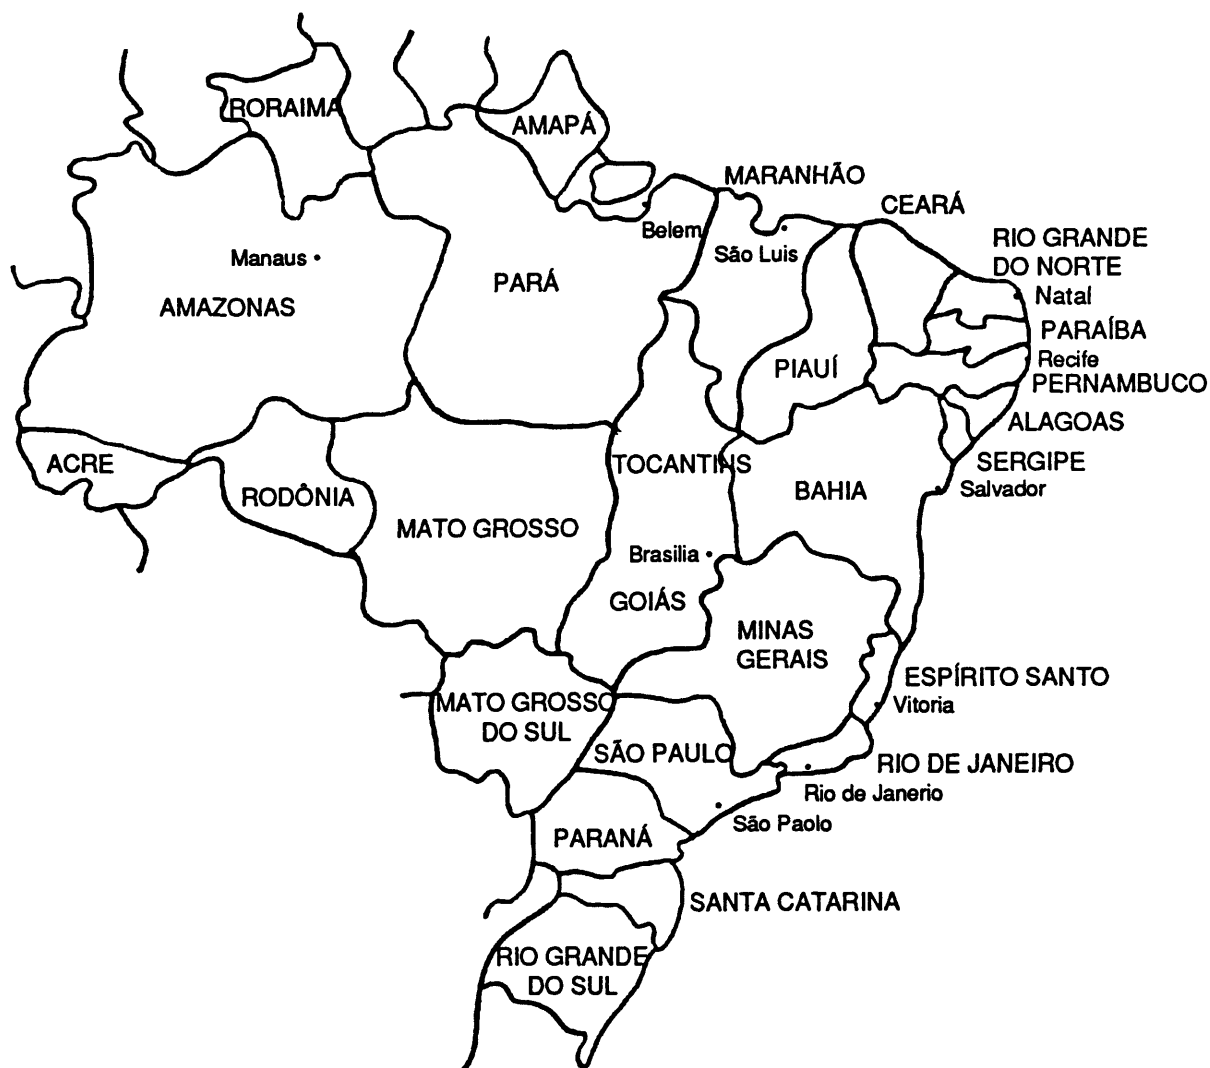 RORAIMA
AMAPÁ
MARANHÃO
CEARÁ
Belem
São Luis
RIO GRANDE
DO NORTE
Manaus
PARÁ
Natal
AMAZONAS
PARAÍBA
Recife
PIAUÍ
PERNAMBUCO
ALAGOAS
ACRE
TOCANTINS
SERGIPE
RODÔNIA
BAHIA
Salvador
MATO GROSSO
Brasilia
GOIÁS
MINAS
GERAIS
ESPÍRITO SANTO
Vitoria
MATO GROSSO
DO SUL
SÃO PAULO
RIO DE JANEIRO
Rio de Janerio
São Paolo
PARANÁ
SANTA CATARINA
RIO GRANDE
DO SUL